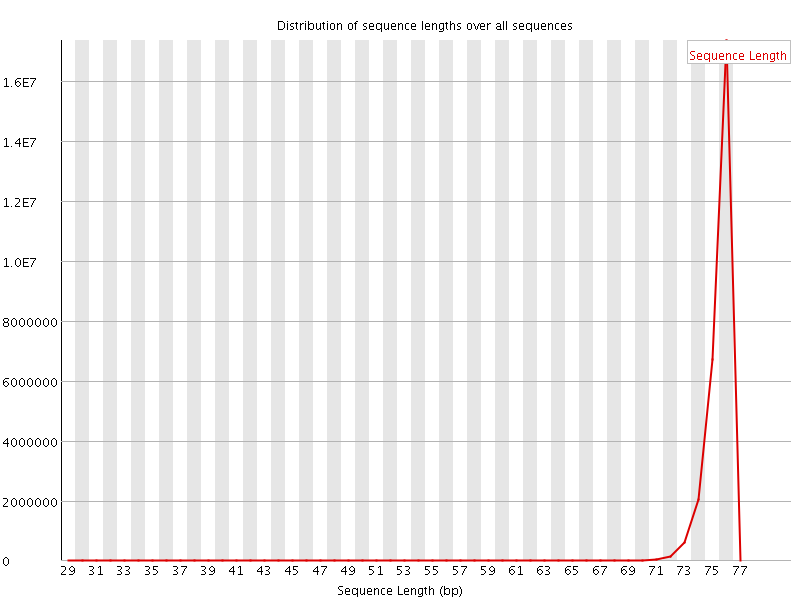 Distribution of sequence lengths over all sequences
Sequence Length
1.6E7
1.4E7
1.2E7
1.0E7
8000000
6000000
4000000
2000000
0
29 31 33 35 37 39 41 43 45 47 49 51 53 55 57 59 61 63 65 67 69 71 73 75 77
Sequence Length (bp)